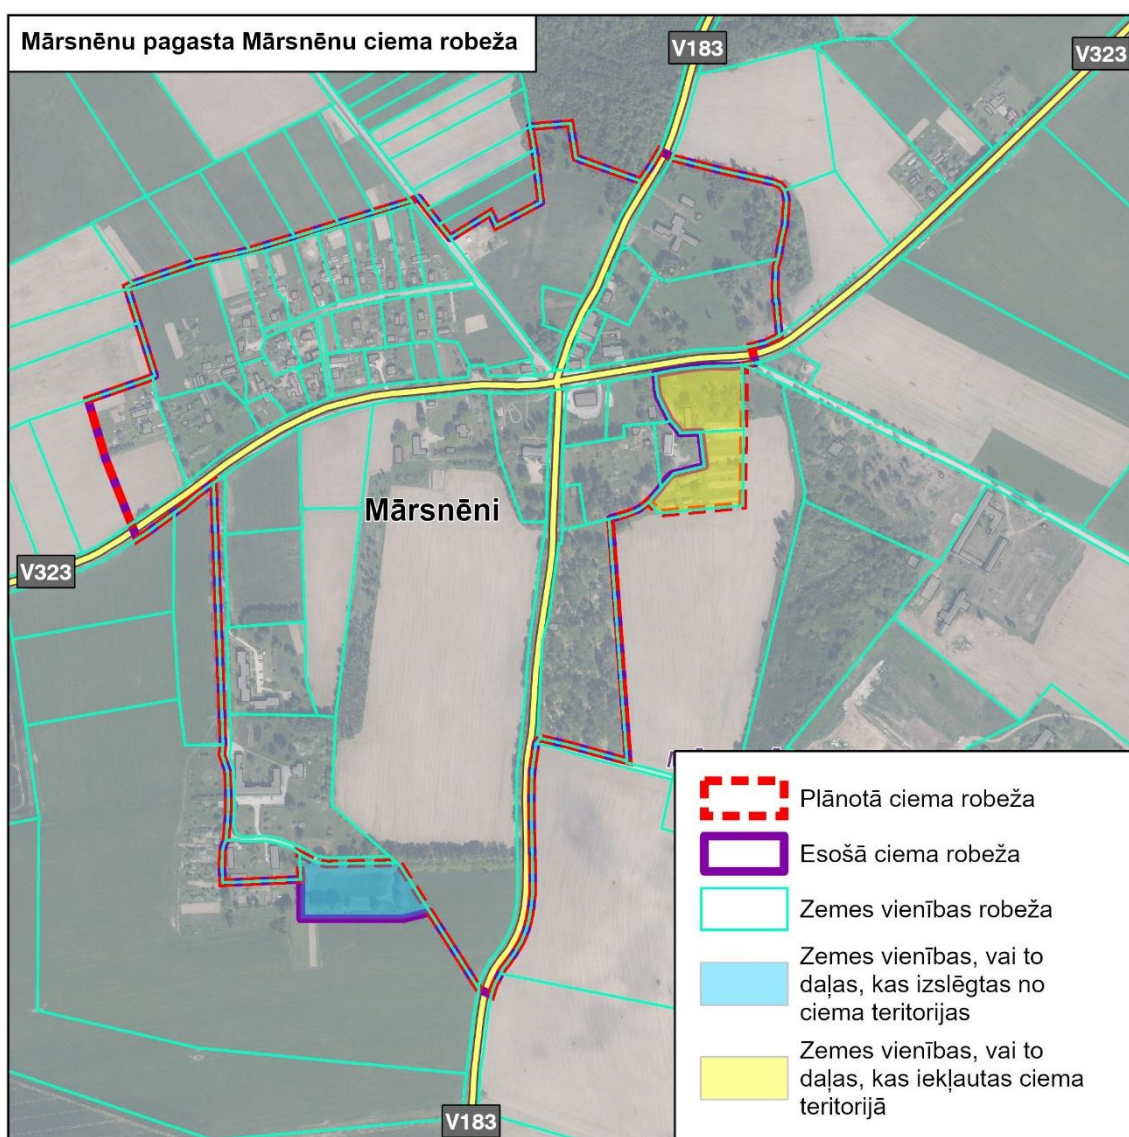 Mārsnēnu pagasta Mārsnēnu ciema robeža
V183
V323
Mārsnēni
V323
Plānotā ciema robeža
Esošā ciema robeža
Zemes vienības robeža
Zemes vienības, vai to
daļas, kas izslēgtas no
ciema teritorijas
Zemes vienības, vai to
daļas, kas iekļautas ciema
teritorijā
V183